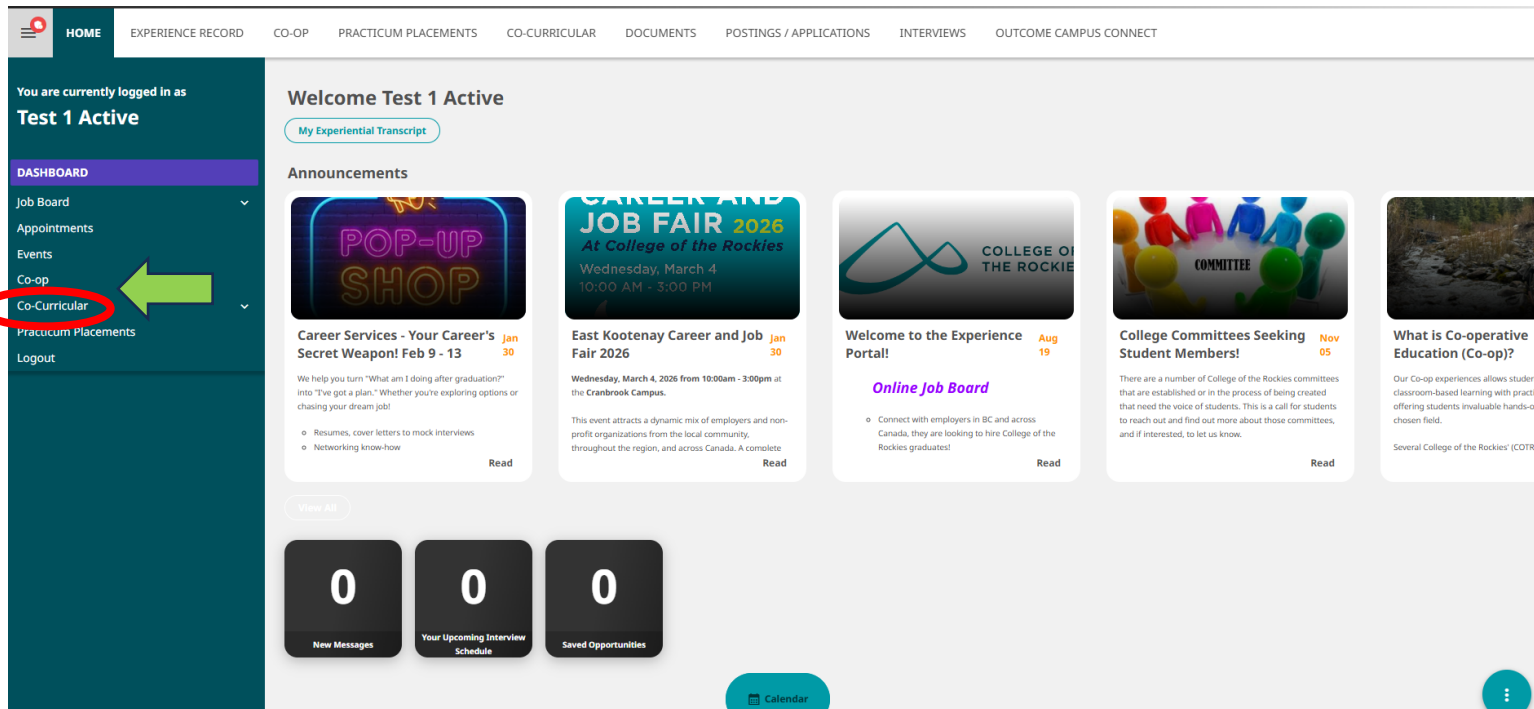 HOME EXPERIENCE RECORD CO-OP PRACTICUM PLACEMENTS CO-CURRICULAR DOCUMENTS POSTINGS / APPLICATIONS INTERVIEWS OUTCOME CAMPUS CONNECT
You are currently logged in as
Test 1 Active
DASHBOARD
Job Board
Appointments
Events
Co-op
Co-Curricular
Practicum Placements
Logout
Welcome Test 1 Active
My Experiential Transcript
Announcements
POP-UP
SHOP
Career Services - Your Career's
Secret Weapon! Feb 9 - 13
Jan
30
We help you turn "What am I doing after graduation?"
into "I've got a plan." Whether you're exploring options or
chasing your dream job!
Resumes, cover letters to mock interviews
Networking know-how
Read
CAREER AND
JOB FAIR 2026
At College of the Rockies
Wednesday, March 4
10:00 AM - 3:00 PM
East Kootenay Career and Job
Fair 2026
Jan
30
Wednesday, March 4, 2026 from 10:00am - 3:00pm at
the Cranbrook Campus.
This event attracts a dynamic mix of employers and non-
profit organizations from the local community,
throughout the region, and across Canada. A complete
Read
COLLEGE OF
THE ROCKIE
Welcome to the Experience
Portal!
Aug
19
Online Job Board
Connect with employers in BC and across
Canada, they are looking to hire College of the
Rockies graduates!
Read
COMMITTEE
College Committees Seeking
Student Members!
Nov
05
There are a number of College of the Rockies committees
that are established or in the process of being created
that need the voice of students. This is a call for students
to reach out and find out more about those committees,
and if interested, to let us know.
Read
What is Co-operative
Education (Co-op)?
Our Co-op experiences allows studen
classroom-based learning with practi
offering students invaluable hands-o
chosen field.
Several College of the Rockies' (COTR
View All
0
New Messages
0
Your Upcoming Interview
Schedule
0
Saved Opportunities
Calendar